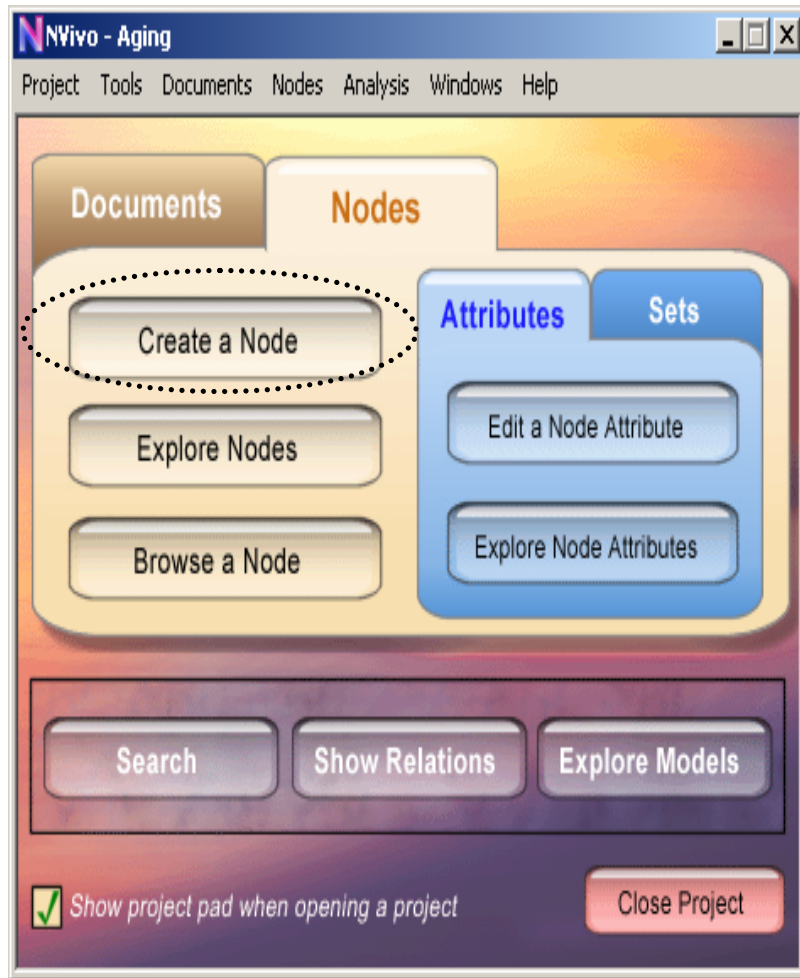 NVivo - Aging
Project Tools Documents Nodes Analysis Windows Help
Documents
Nodes
Create a Node
Explore Nodes
Browse a Node
Attributes
Sets
Edit a Node Attribute
Explore Node Attributes
Search
Show Relations
Explore Models
Show project pad when opening a project
Close Project